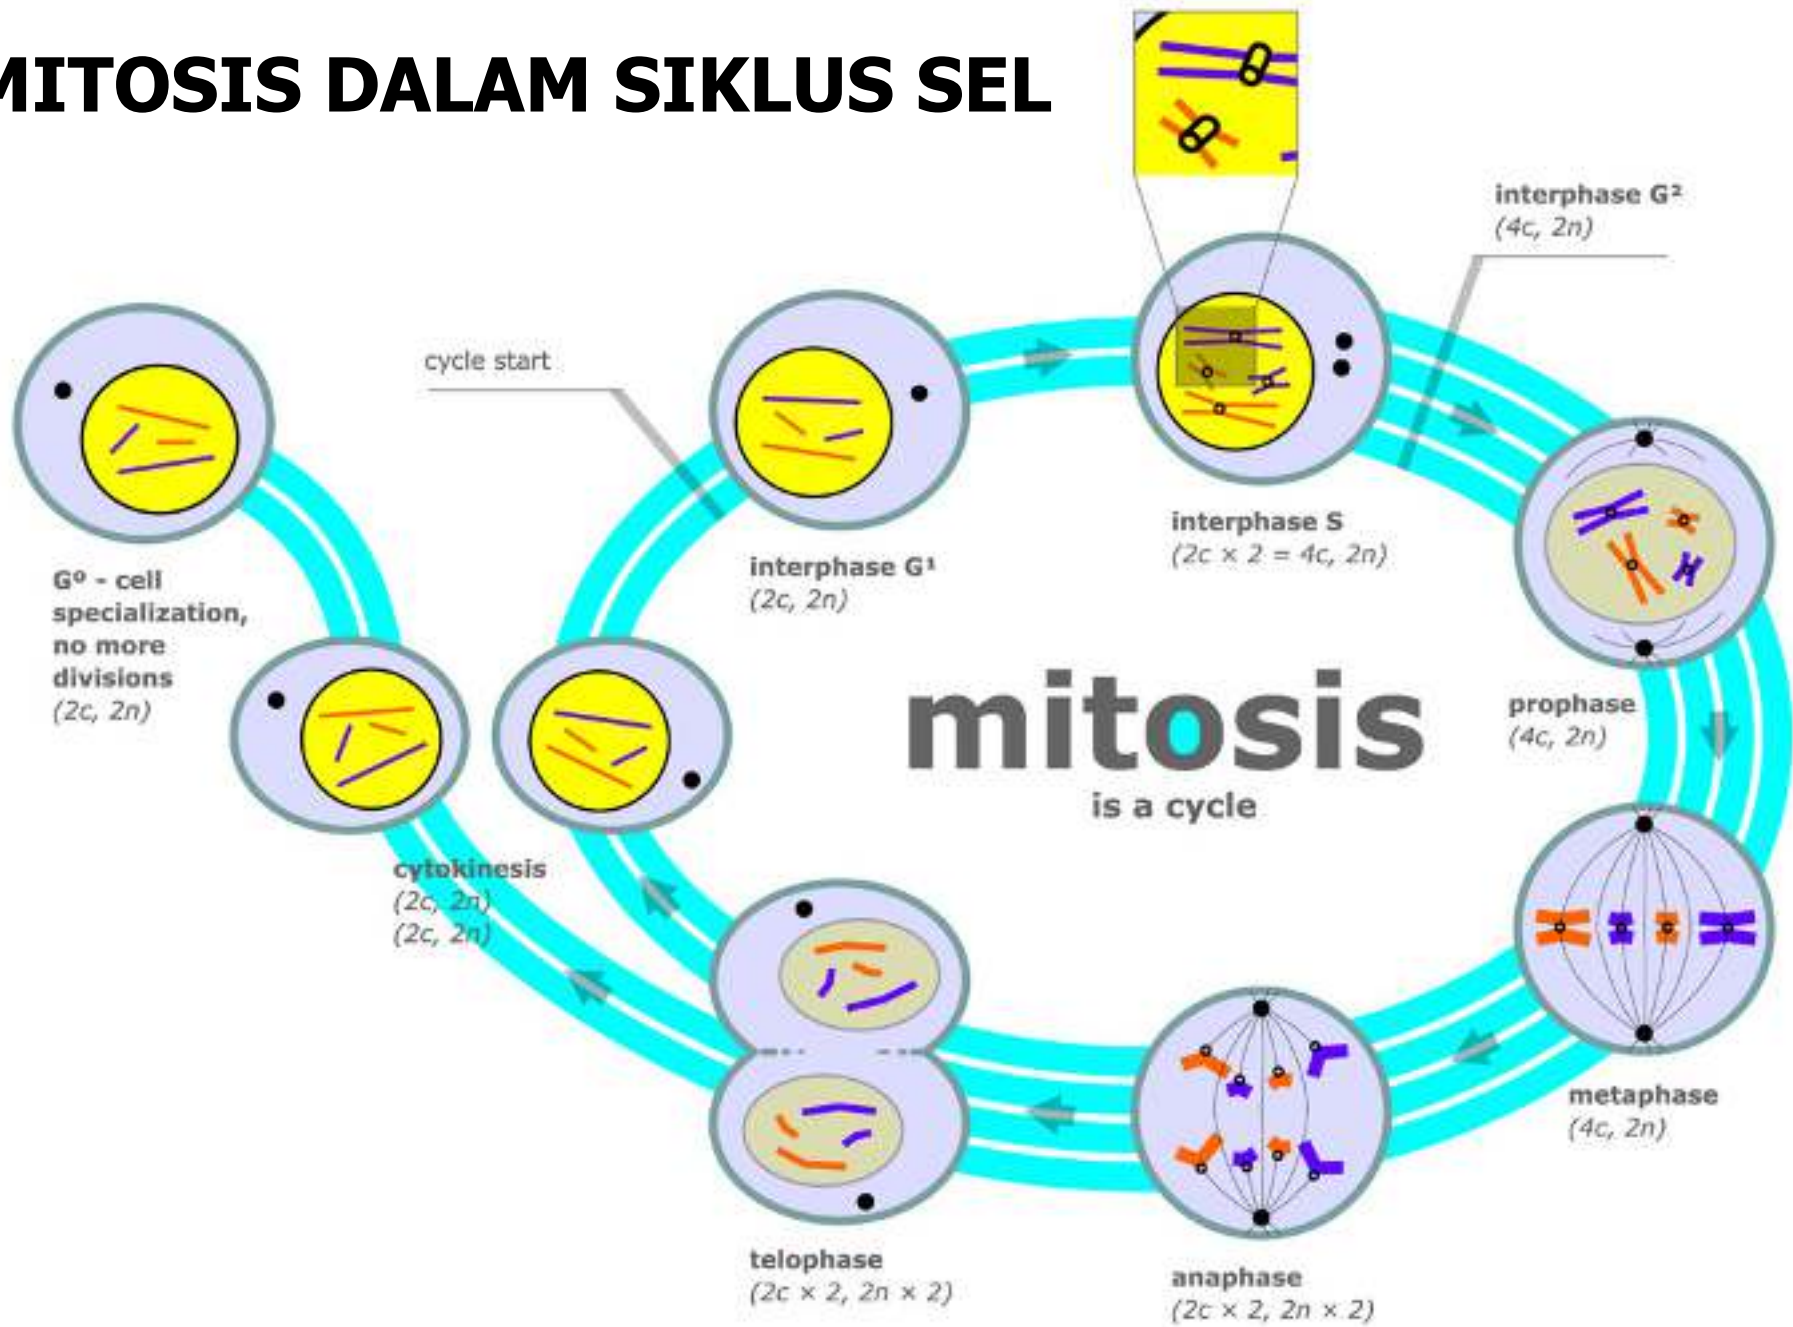 MITOSIS DALAM SIKLUS SEL
interphase G²
(4c, 2n)
cycle start
interphase S
(2c × 2 = 4c, 2n)
interphase G¹
(2c, 2n)
G⁰ - cell
specialization,
no more
divisions
(2c, 2n)
mitosis
is a cycle
prophase
(4c, 2n)
cytokinesis
(2c, 2n)
(2c, 2n)
metaphase
(4c, 2n)
telophase
(2c × 2, 2n × 2)
anaphase
(2c × 2, 2n × 2)